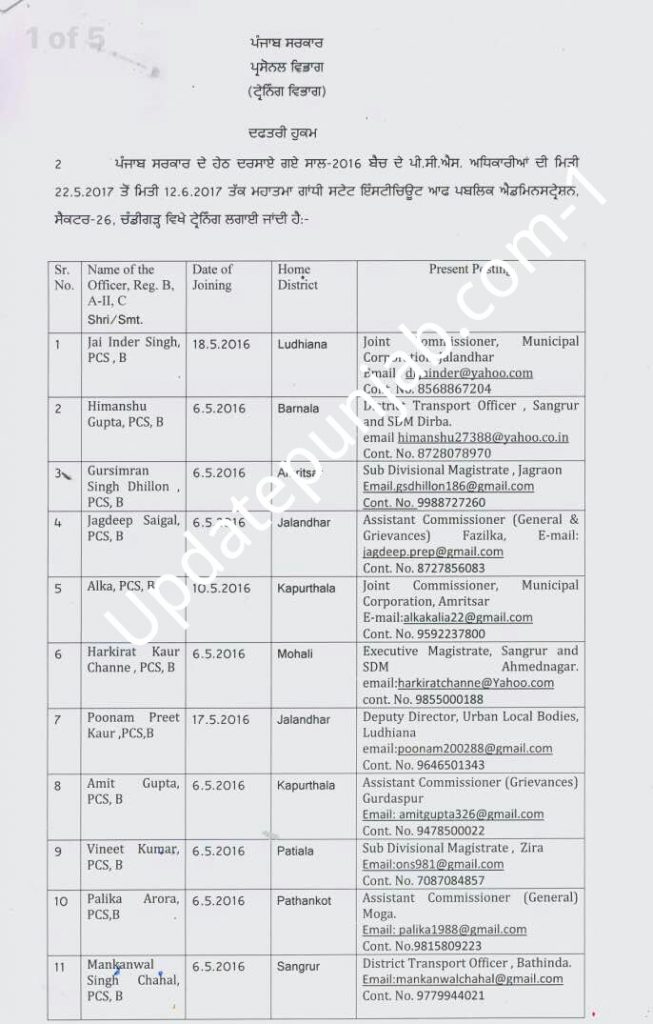 1 of 5
ਪੰਜਾਬ ਸਰਕਾਰ
ਪ੍ਰਸੋਨਲ ਵਿਭਾਗ
(ਟ੍ਰੇਨਿੰਗ ਵਿਭਾਗ)
ਦਫਤਰੀ ਹੁਕਮ
2 ਪੰਜਾਬ ਸਰਕਾਰ ਦੇ ਹੇਠ ਦਰਸਾਏ ਗਏ ਸਾਲ-2016 ਬੈਚ ਦੇ ਪੀ.ਸੀ.ਐਸ. ਅਧਿਕਾਰੀਆਂ ਦੀ ਮਿਤੀ
22.5.2017 ਤੋਂ ਮਿਤੀ 12.6.2017 ਤੱਕ ਮਹਾਤਮਾ ਗਾਂਧੀ ਸਟੇਟ ਇੰਸਟੀਚਿਊਟ ਆਫ ਪਬਲਿਕ ਐਡਮਿਨਸਟ੍ਰੇਸ਼ਨ,
ਸੈਕਟਰ-26, ਚੰਡੀਗੜ੍ਹ ਵਿਖੇ ਟ੍ਰੇਨਿੰਗ ਲਗਾਈ ਜਾਂਦੀ ਹੈ:-
Sr. Name of the Date of Home Present Posting
No. Officer, Reg. B, Joining District
A-II, C
Shri/Smt.
1 Jai Inder Singh, 18.5.2016 Ludhiana Joint Commissioner, Municipal
PCS , B Corporation Jalandhar
Email
Cont. No. 8568867204
2 Himanshu 6.5.2016 Barnala District Transport Officer , Sangrur
Gupta, PCS, B and SDM Dirba.
email himanshu27388@yahoo.co.in
Cont. No. 8728078970
3 Gursimran 6.5.2016 Amritsar Sub Divisional Magistrate , Jagraon
Singh Dhillon , Email.gsdhillon186@gmail.com
PCS, B Cont. No. 9988727260
4 Jagdeep Saigal, 6.5.2016 Jalandhar Assistant Commissioner (General &
PCS, B Grievances) Fazilka, E-mail:
jagdeep.prep@gmail.com
Cont. No. 8727856083
5 Alka, PCS, B 10.5.2016 Kapurthala Joint Commissioner, Municipal
Corporation, Amritsar
E-mail:alkakalia22@gmail.com
Cont. No. 9592237800
6 Harkirat Kaur 6.5.2016 Mohali Executive Magistrate, Sangrur and
Channe , PCS, B SDM Ahmednagar.
email:harkiratchanne@Yahoo.com
cont. No. 9855000188
7 Poonam Preet 17.5.2016 Jalandhar Deputy Director, Urban Local Bodies,
Kaur ,PCS,B Ludhiana
email:poonam200288@gmail.com
Cont. No. 9646501343
8 Amit Gupta, 6.5.2016 Kapurthala Assistant Commissioner (Grievances)
PCS, B Gurdaspur
Email: amitgupta326@gmail.com
Cont. No. 9478500022
9 Vineet Kumar, 6.5.2016 Patiala Sub Divisional Magistrate , Zira
PCS, B Email:ons981@gmail.com
Cont. No. 7087084857
10 Palika Arora, 6.5.2016 Pathankot Assistant Commissioner (General)
PCS,B Moga.
Email: palika1988@gmail.com
Cont. No.9815809223
11 Mankanwal 6.5.2016 Sangrur District Transport Officer , Bathinda.
Singh Chahal, Email:mankanwalchahal@gmail.com
PCS, B Cont. No. 9779944021
Updatepunjab.com-1